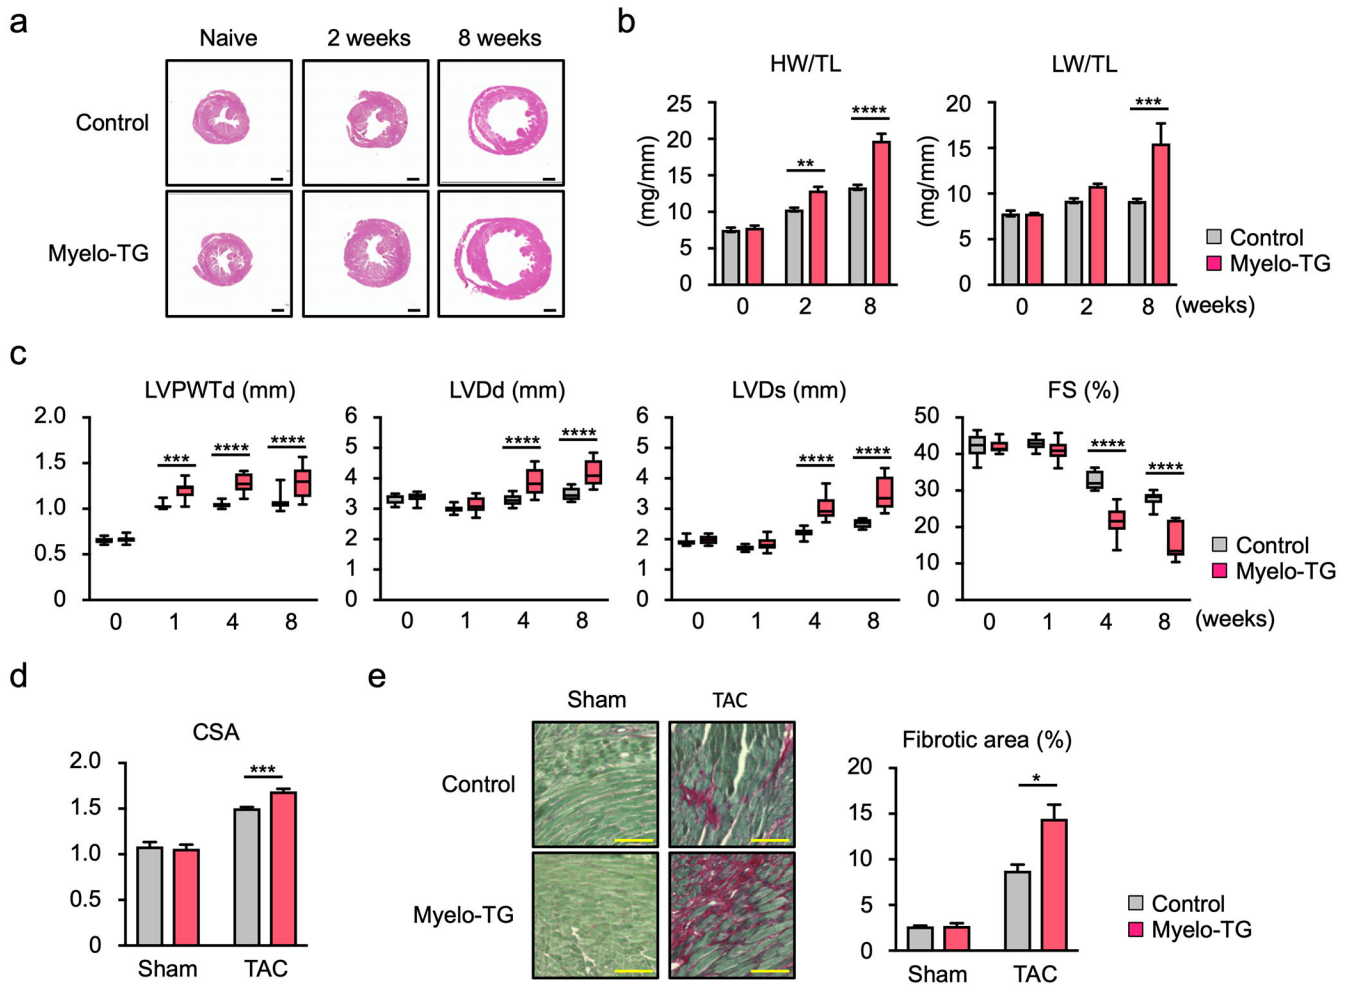 a
Naive 2 weeks 8 weeks
Control
Myelo-TG
b
HW/TL LW/TL
(mg/mm)
25
20
15
10
5
0
** ****
0 2 8
(mg/mm)
20
15
10
5
0
***
0 2 8 (weeks)
Control
Myelo-TG
c
LVPWTd (mm) LVDd (mm) LVDs (mm) FS (%)
2.0
1.5
1.0
0.5
0
*** **** ****
0 1 4 8
6
5
4
3
2
1
0
**** ****
0 1 4 8
6
5
4
3
2
1
0
**** ****
0 1 4 8
50
40
30
20
10
0
**** ****
0 1 4 8 (weeks)
Control
Myelo-TG
d
CSA
2.0
1.5
1.0
0.5
0
***
Sham TAC
e
Sham TAC
Control
Myelo-TG
Fibrotic area (%)
20
15
10
5
0
*
Sham TAC
Control
Myelo-TG